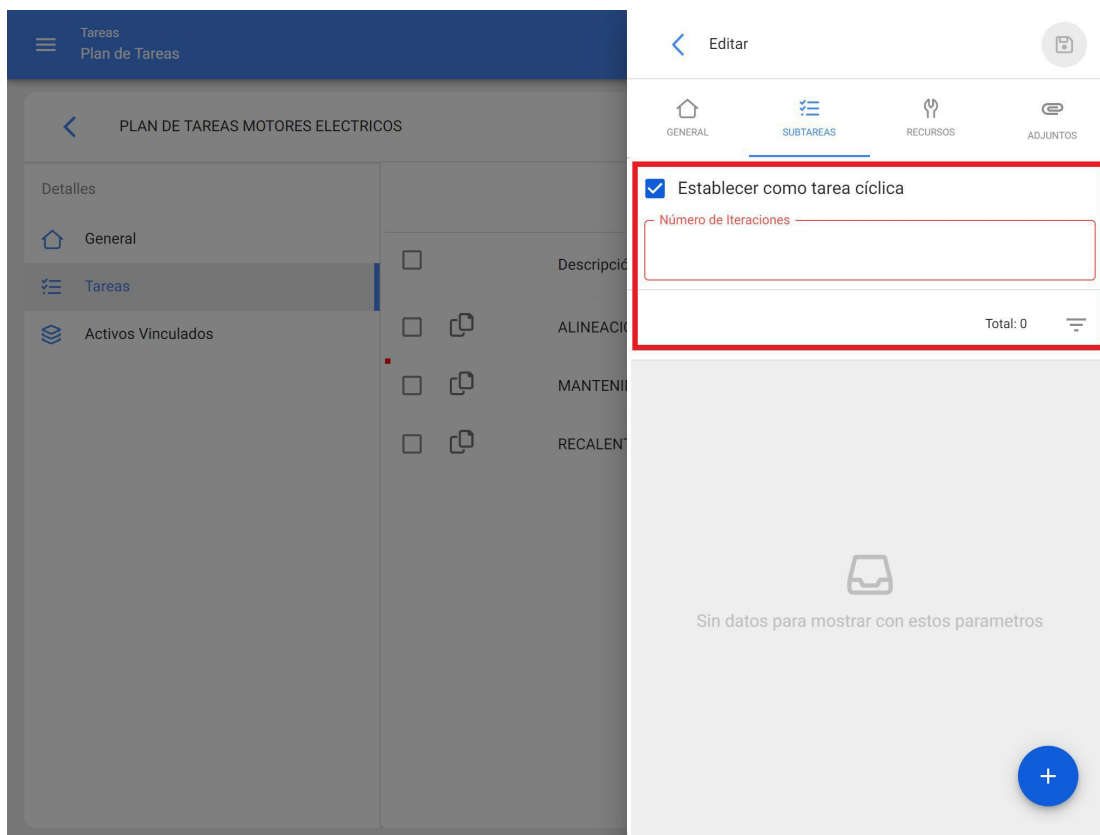 Tareas
Plan de Tareas
PLAN DE TAREAS MOTORES ELECTRICOS
Detalles
General
Tareas
Activos Vinculados
Descripció
ALINEACIO
MANTENI
RECALENT
Editar
GENERAL
SUBTAREAS
RECURSOS
ADJUNTOS
Establecer como tarea cíclica
Número de Iteraciones
Total: 0
Sin datos para mostrar con estos parametros